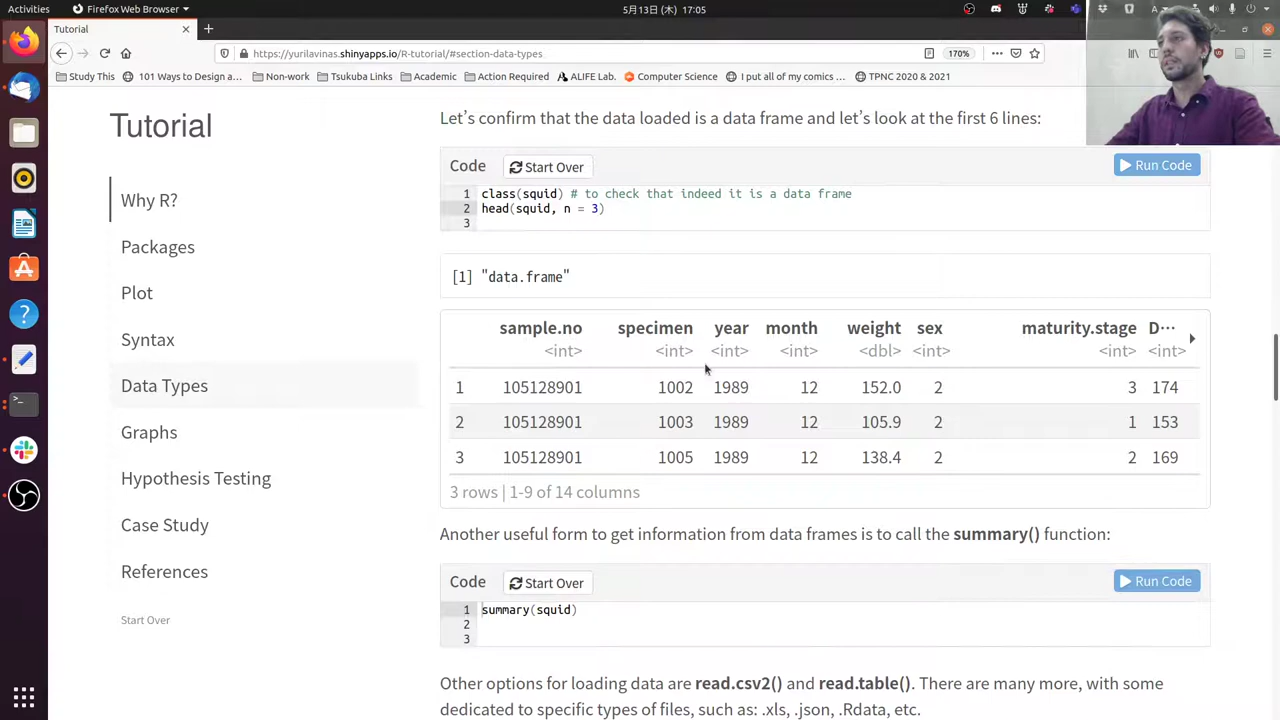 Activities
Firefox Web Browser
5月13日 (木) 17:05
Tutorial
https://yurilavinas.shinyapps.io/R-tutorial/#section-data-types
170%
Study This
101 Ways to Design a…
Non-work
Tsukuba Links
Academic
Action Required
ALIFE Lab.
Computer Science
I put all of my comics …
TPNC 2020 & 2021
Tutorial
Why R?
Packages
Plot
Syntax
Data Types
Graphs
Hypothesis Testing
Case Study
References
Start Over
Let's confirm that the data loaded is a data frame and let's look at the first 6 lines:
Code Start Over Run Code
1 class(squid) # to check that indeed it is a data frame
2 head(squid, n = 3)
3
[1] "data.frame"
sample.no specimen year month weight sex maturity.stage D…
<int> <int> <int> <int> <dbl> <int> <int> <int>
1 105128901 1002 1989 12 152.0 2 3 174
2 105128901 1003 1989 12 105.9 2 1 153
3 105128901 1005 1989 12 138.4 2 2 169
3 rows | 1-9 of 14 columns
Another useful form to get information from data frames is to call the summary() function:
Code Start Over Run Code
1 summary(squid)
2
3
Other options for loading data are read.csv2() and read.table(). There are many more, with some
dedicated to specific types of files, such as: .xls, .json, .Rdata, etc.